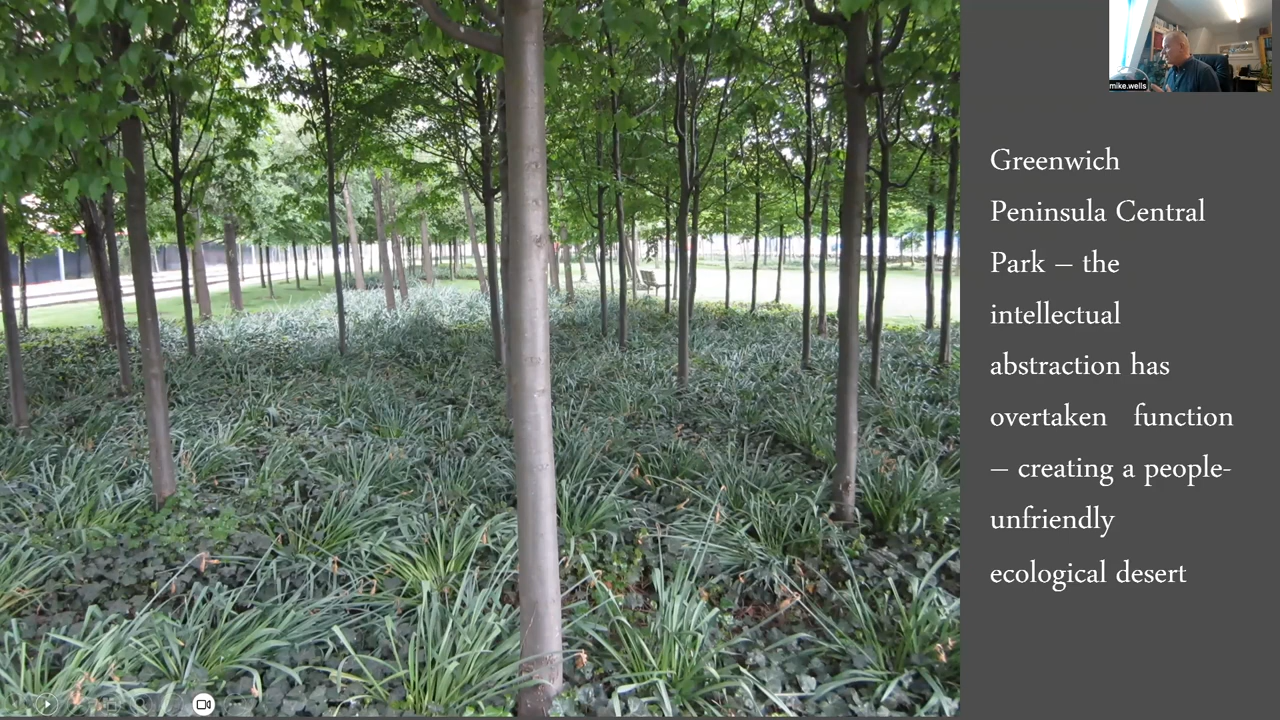 mike.wells
Greenwich
Peninsula Central
Park – the
intellectual
abstraction has
overtaken function
– creating a people-
unfriendly
ecological desert